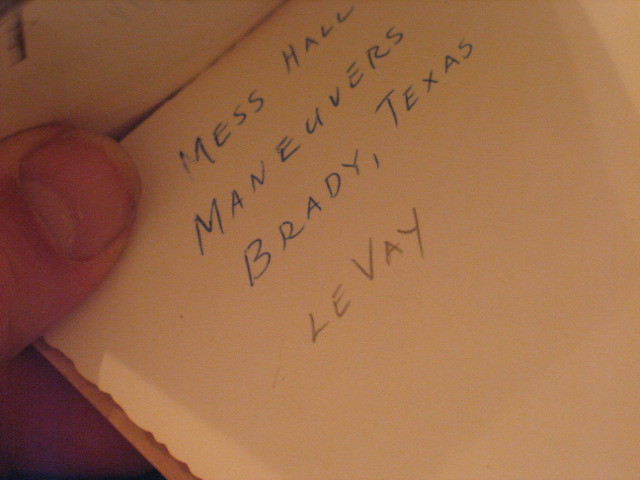 MESS HALL
MANEUVERS
BRADY, TEXAS
LEVAY